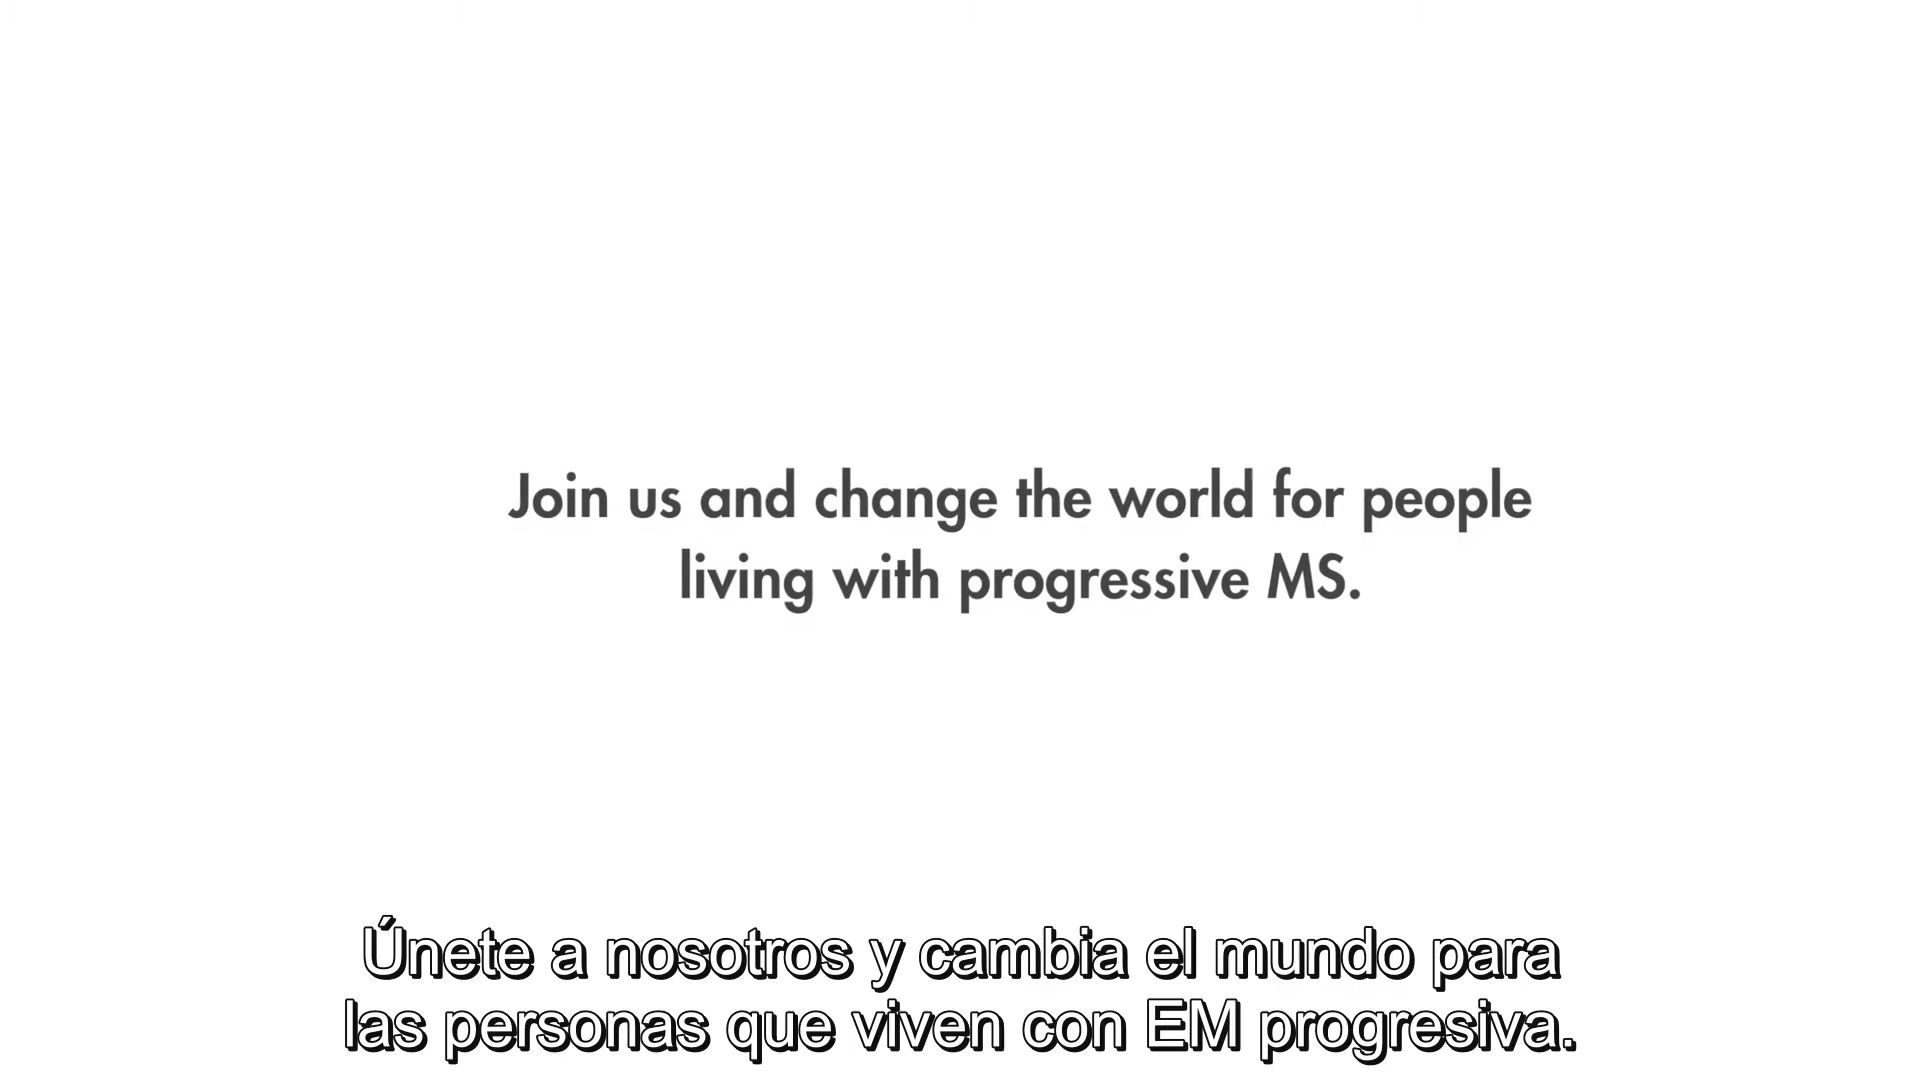 Join us and change the world for people
living with progressive MS.
Únete a nosotros y cambia el mundo para
las personas que viven con EM progresiva.